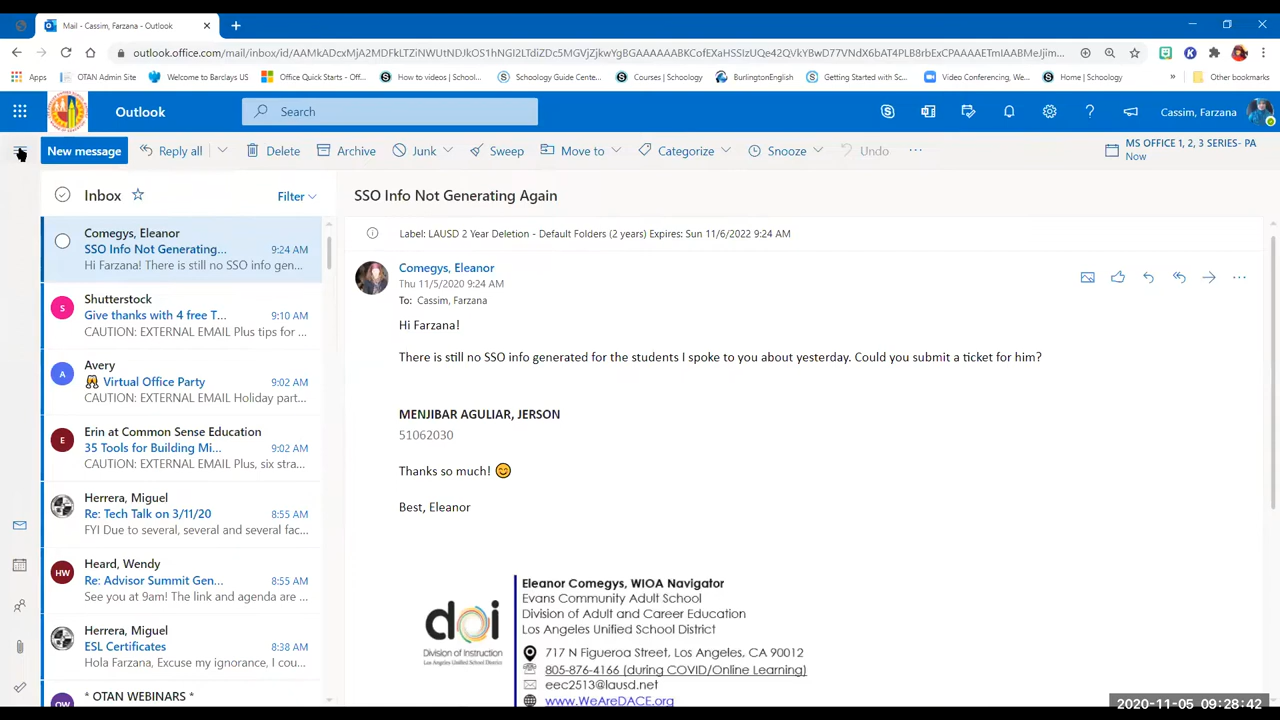 Mail - Cassim, Farzana - Outlook
outlook.office.com/mail/inbox/id/
Apps OTAN Admin Site Welcome to Barclays US Office Quick Starts - Off... How to videos | School... Schoology Guide Cente... Courses | Schoology BurlingtonEnglish Getting Started with Sc... Video Conferencing, We... Home | Schoology » Other bookmarks
Outlook Search Cassim, Farzana
New message Reply all Delete Archive Junk Sweep Move to Categorize Snooze Undo ...
MS OFFICE 1, 2, 3 SERIES- PA
Now
Inbox Filter
Comegys, Eleanor
SSO Info Not Generating... 9:24 AM
Hi Farzana! There is still no SSO info gen...
S
Shutterstock
Give thanks with 4 free T... 9:10 AM
CAUTION: EXTERNAL EMAIL Plus tips for ...
A
Avery
Virtual Office Party 9:02 AM
CAUTION: EXTERNAL EMAIL Holiday part...
E
Erin at Common Sense Education
35 Tools for Building Mi... 9:02 AM
CAUTION: EXTERNAL EMAIL Plus, six stra...
Herrera, Miguel
Re: Tech Talk on 3/11/20 8:55 AM
FYI Due to several, several and several fac...
HW
Heard, Wendy
Re: Advisor Summit Gen... 8:55 AM
See you at 9am! The link and agenda are ...
Herrera, Miguel
ESL Certificates 8:38 AM
Hola Farzana, Excuse my ignorance, I cou...
OW
* OTAN WEBINARS *
SSO Info Not Generating Again
Label: LAUSD 2 Year Deletion - Default Folders (2 years) Expires: Sun 11/6/2022 9:24 AM
Comegys, Eleanor
Thu 11/5/2020 9:24 AM
To: Cassim, Farzana
Hi Farzana!
There is still no SSO info generated for the students I spoke to you about yesterday. Could you submit a ticket for him?
MENJIBAR AGULIAR, JERSON
51062030
Thanks so much! 😊
Best, Eleanor
doi
Division of Instruction
Los Angeles Unified School District
Eleanor Comegys, WIOA Navigator
Evans Community Adult School
Division of Adult and Career Education
Los Angeles Unified School District
717 N Figueroa Street, Los Angeles, CA 90012
805-876-4166 (during COVID/Online Learning)
eec2513@lausd.net
www.WeAreDACE.org
2020-11-05 09:28:42